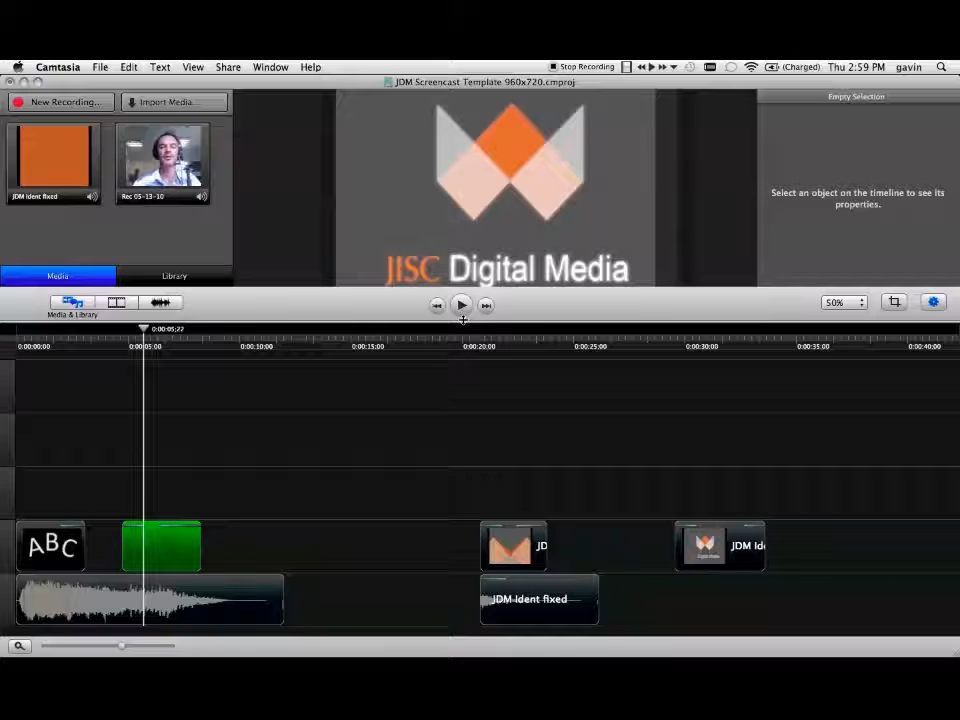 Camtasia File Edit Text View Share Window Help Stop Recording (Charged) Thu 2:59 PM gavin
JDM Screencast Template 960x720.cmproj
New Recording... Import Media... Empty Selection
Select an object on the timeline to see its
properties.
JDM Ident fixed Rec 05-13-10
JISC Digital Media
Media Library
50%
Media & Library
0:00:05;22
0:00:00;00 0:00:05;00 0:00:10;00 0:00:15;00 0:00:20;00 0:00:25;00 0:00:30;00 0:00:35;00 0:00:40;00
ABC JD JDM Ide
JDM Ident fixed